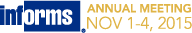 informs®
ANNUAL MEETING
NOV 1-4, 2015